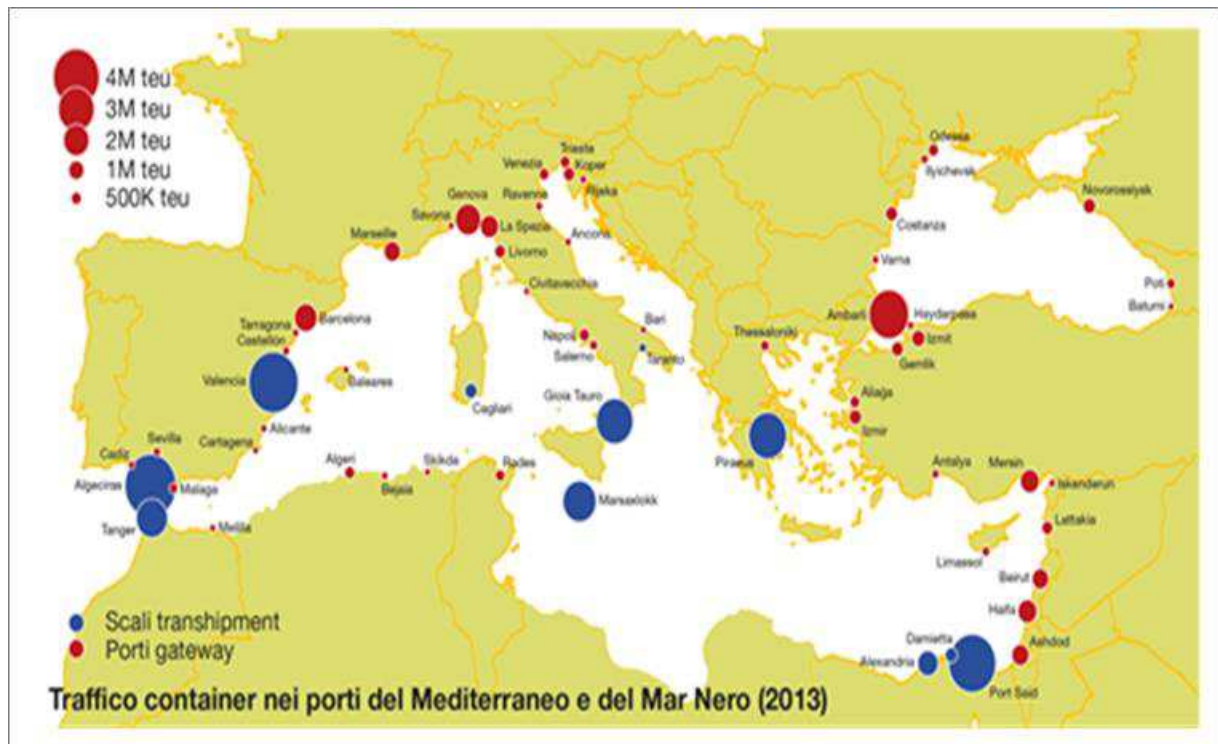 4M teu
3M teu
2M teu
1M teu
500K teu
Odessa
Ilyichevsk
Trieste
Venezia
Koper
Rijeka
Ravenna
Genova
Savona
La Spezia
Novorossiysk
Costanza
Marseille
Livorno
Ancona
Varna
Civitavecchia
Poti
Batumi
Barcelona
Tarragona
Castellón
Ambarli
Haydarpasa
Izmit
Gemlik
Bari
Napoli
Salerno
Taranto
Thessaloniki
Valencia
Baleares
Cagliari
Gioia Tauro
Aliağa
Izmir
Alicante
Cartagena
Sevilla
Cadiz
Algeciras
Malaga
Tanger
Melilla
Algeri
Bejaia
Skikda
Rades
Marsaxlokk
Piraeus
Antalya
Mersin
Iskenderun
Lattakia
Limassol
Beirut
Haifa
Damietta
Ashdod
Alexandria
Port Said
Scali transhipment
Porti gateway
Traffico container nei porti del Mediterraneo e del Mar Nero (2013)